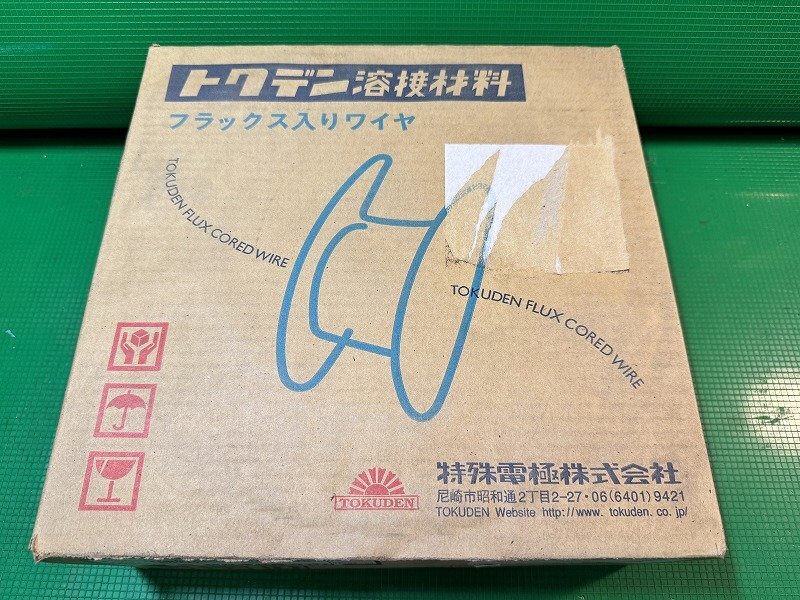 トクデン溶接材料
フラックス入りワイヤ
TOKUDEN FLUX CORED WIRE
TOKUDEN FLUX CORED WIRE
TOKUDEN
特殊電極株式会社
尼崎市昭和通2丁目2-27・06(6401)9421
TOKUDEN Website http://www. tokuden. co. jp/